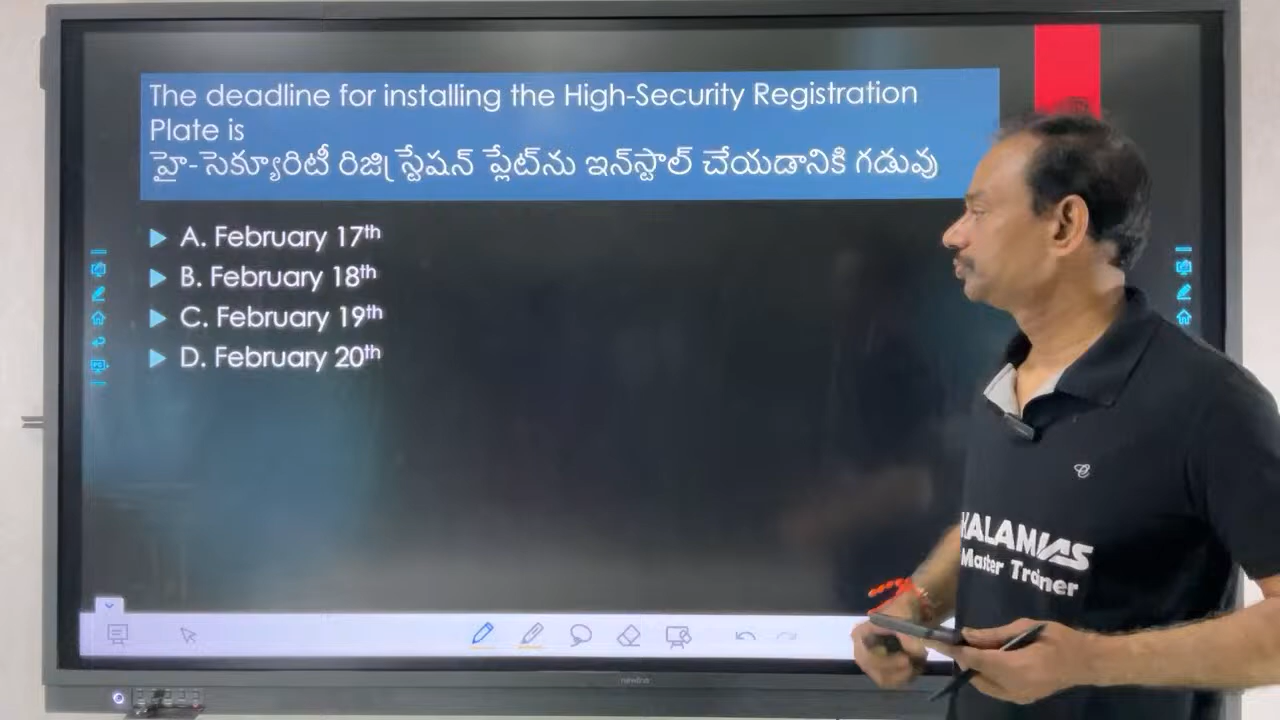 The deadline for installing the High-Security Registration
Plate is
హై-సెక్యూరిటీ రిజిస్ట్రేషన్ ప్లేట్‌ను ఇన్‌స్టాల్ చేయడానికి గడువు
A. February 17th
B. February 18th
C. February 19th
D. February 20th
KALAM IAS
Master Trainer
newline